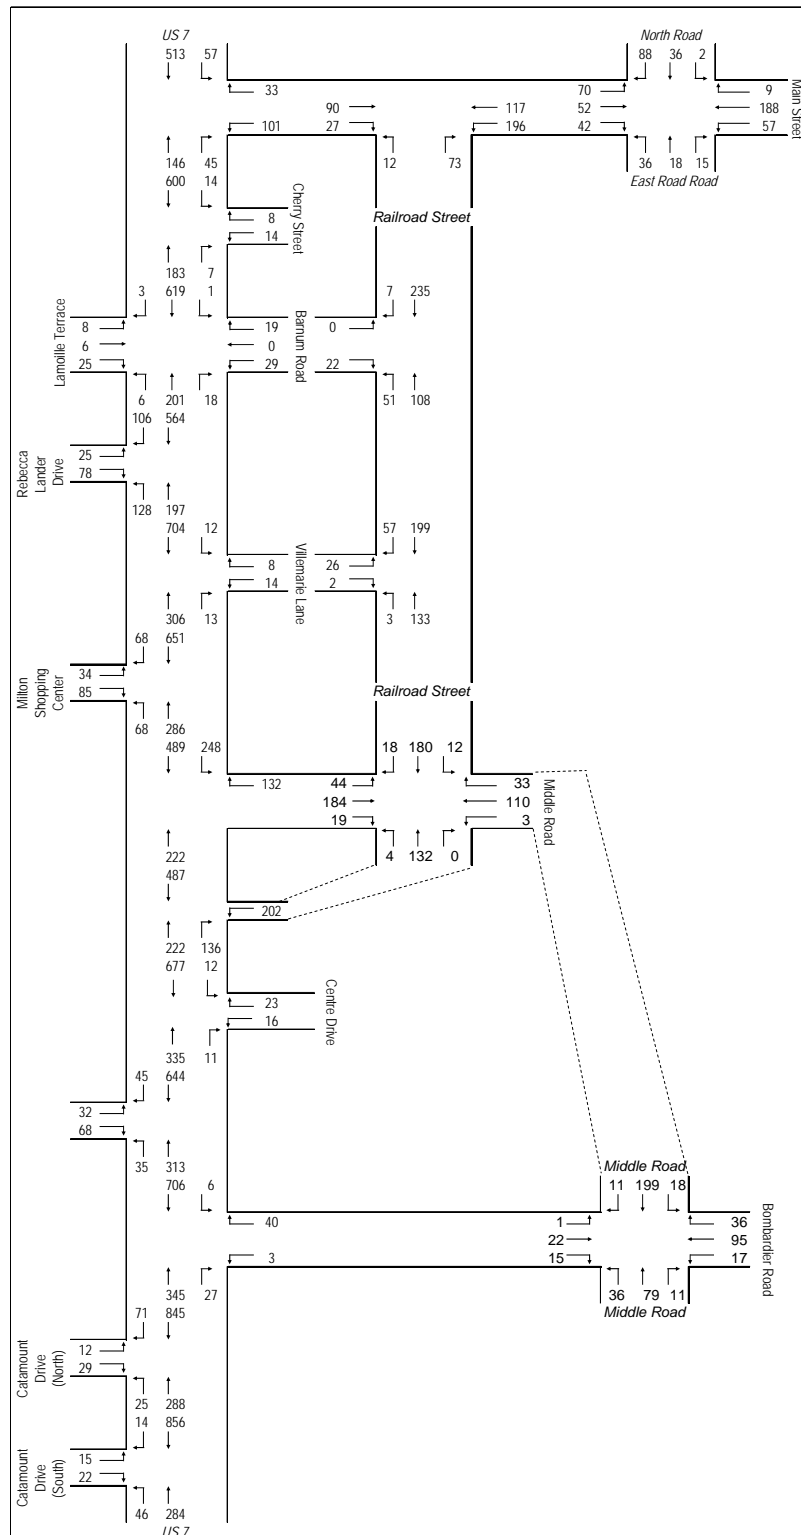 US 7
North Road
513 57
88 36 2
33
70
9
90
117 52
188
Main Street
101 27
196 42
57
146 45
12 73
36 18 15
600 14
East Road Road
Cherry Street
Railroad Street
8
14
183 7
3 619 1
7 235
Lamoille Terrace
8
19 0
Barnum Road
6
0
25
29 22
6 201 18
51 108
106 564
Rebecca
Lander
Drive
25
78
128 197
704 12
57 199
Villemarie Lane
8 26
14 2
306 13
3 133
68 651
Milton
Shopping
Center
34
85
Railroad Street
68 286
489 248
18 180 12
132 44
33
184
110
Middle Road
19
3
222
4 132 0
487
202
222 136
677 12
Centre Drive
23
16
335 11
45 644
32
68
35 313
Middle Road
706 6
11 199 18
40 1
36
22
95
Bombardier Road
3 15
17
345 27
36 79 11
71 845
Middle Road
Catamount
Drive
(North)
12
29
25 288
14 856
Catamount
Drive
(South)
15
22
46 284
US 7